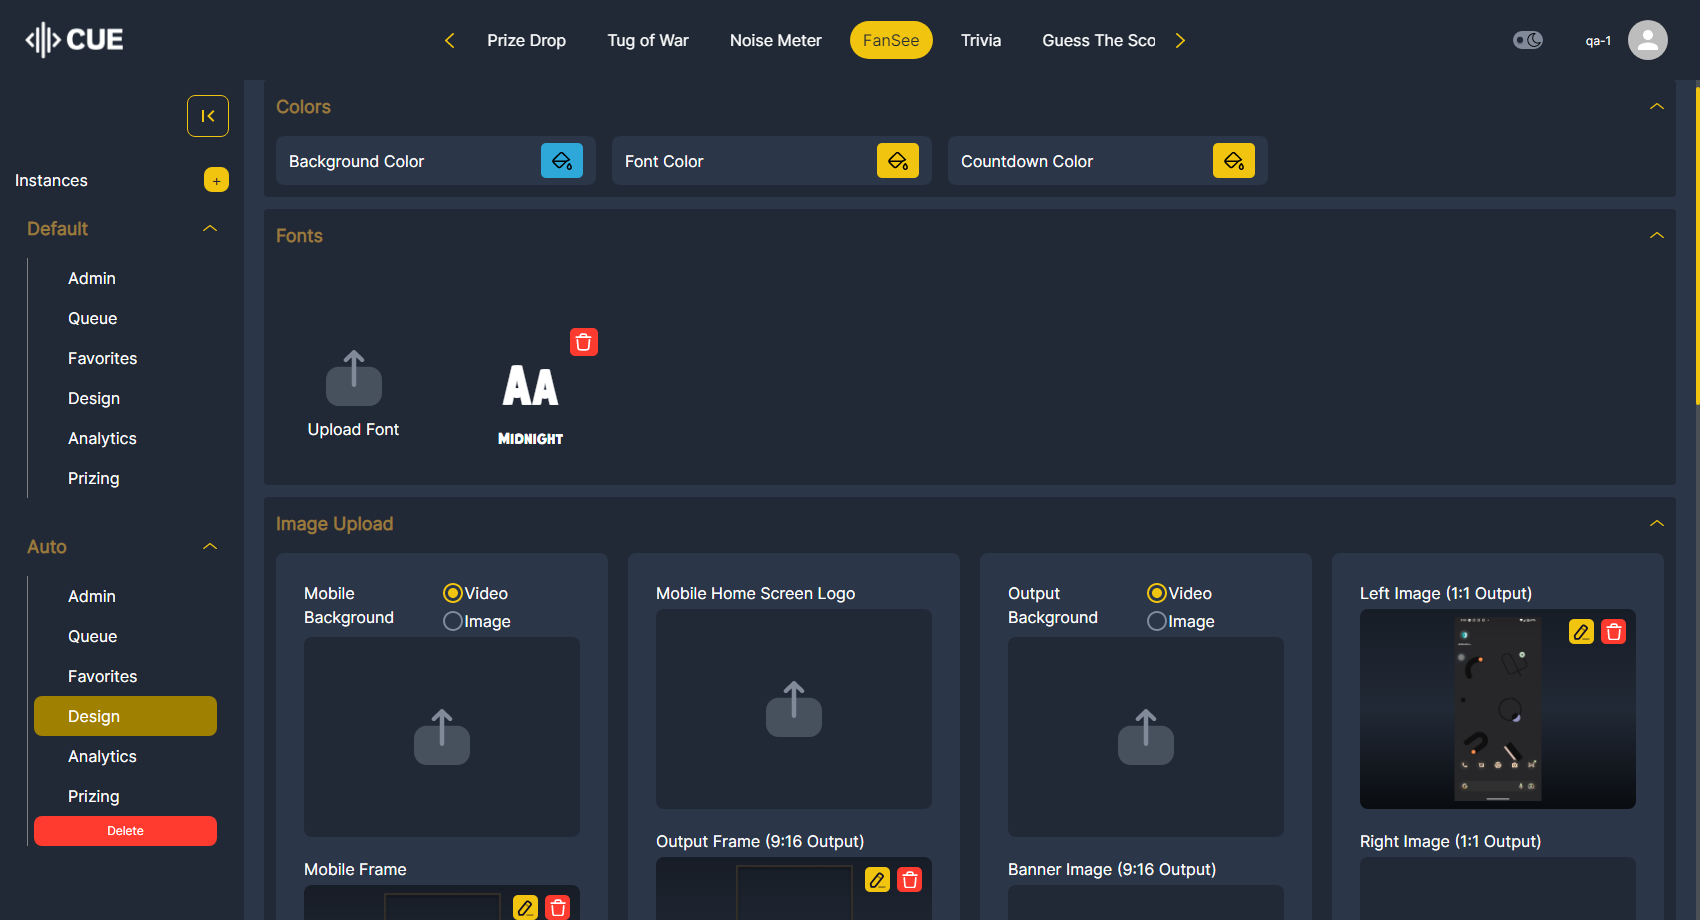 CUE
Prize Drop
Tug of War
Noise Meter
FanSee
Trivia
Guess The Sco
qa-1
Instances
+
Default
Admin
Queue
Favorites
Design
Analytics
Prizing
Auto
Admin
Queue
Favorites
Design
Analytics
Prizing
Delete
Colors
Background Color
Font Color
Countdown Color
Fonts
Upload Font
AA
MIDNIGHT
Image Upload
Mobile
Background
Video
Image
Mobile Frame
Mobile Home Screen Logo
Output Frame (9:16 Output)
Output
Background
Video
Image
Banner Image (9:16 Output)
Left Image (1:1 Output)
Right Image (1:1 Output)